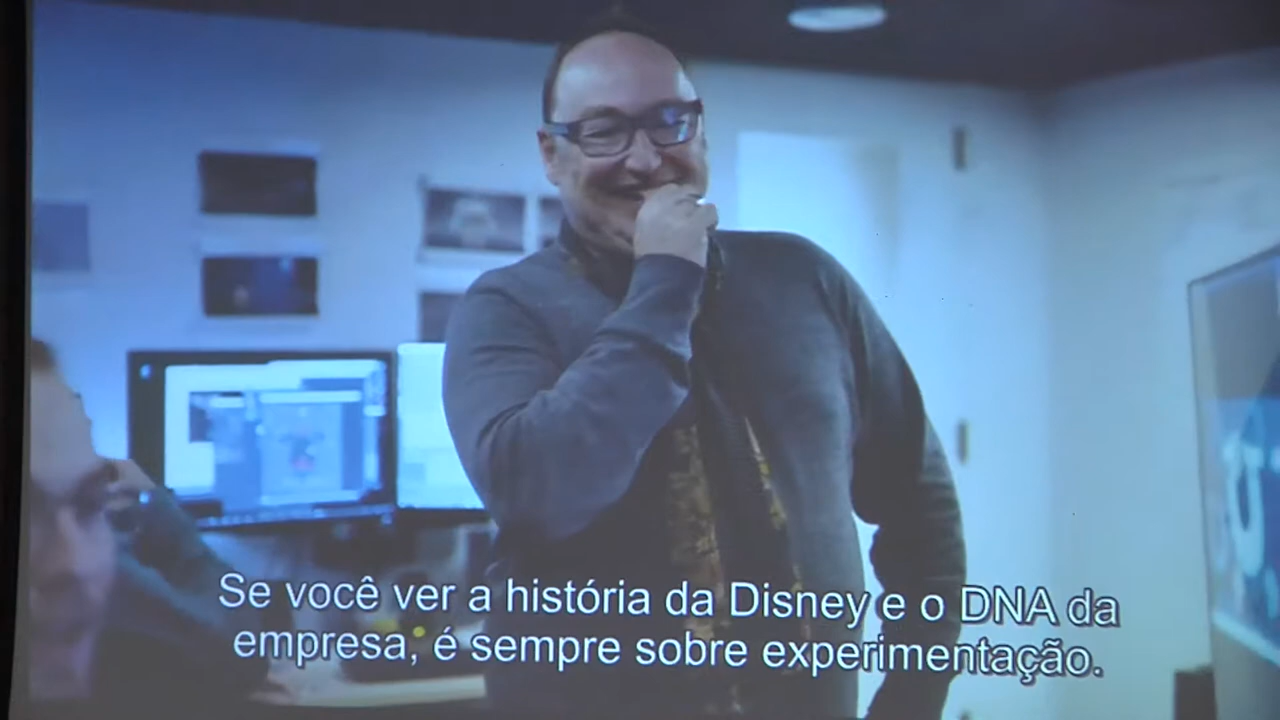 Se você ver a história da Disney e o DNA da
empresa, é sempre sobre experimentação.